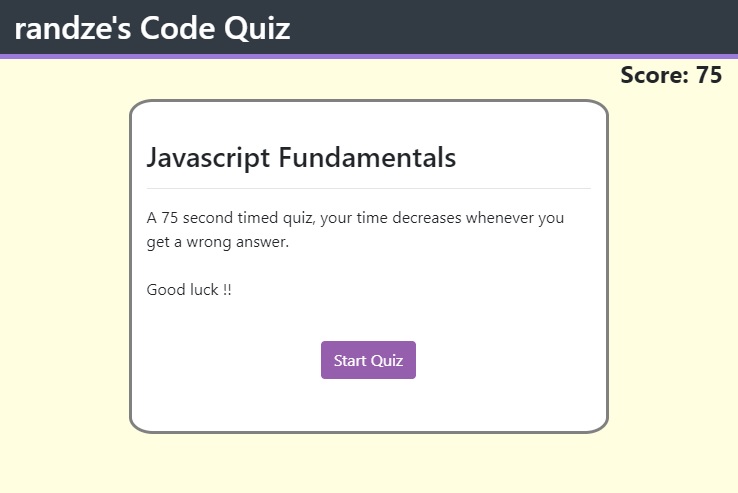 randze's Code Quiz
Score: 75
Javascript Fundamentals
A 75 second timed quiz, your time decreases whenever you
get a wrong answer.
Good luck !!
Start Quiz